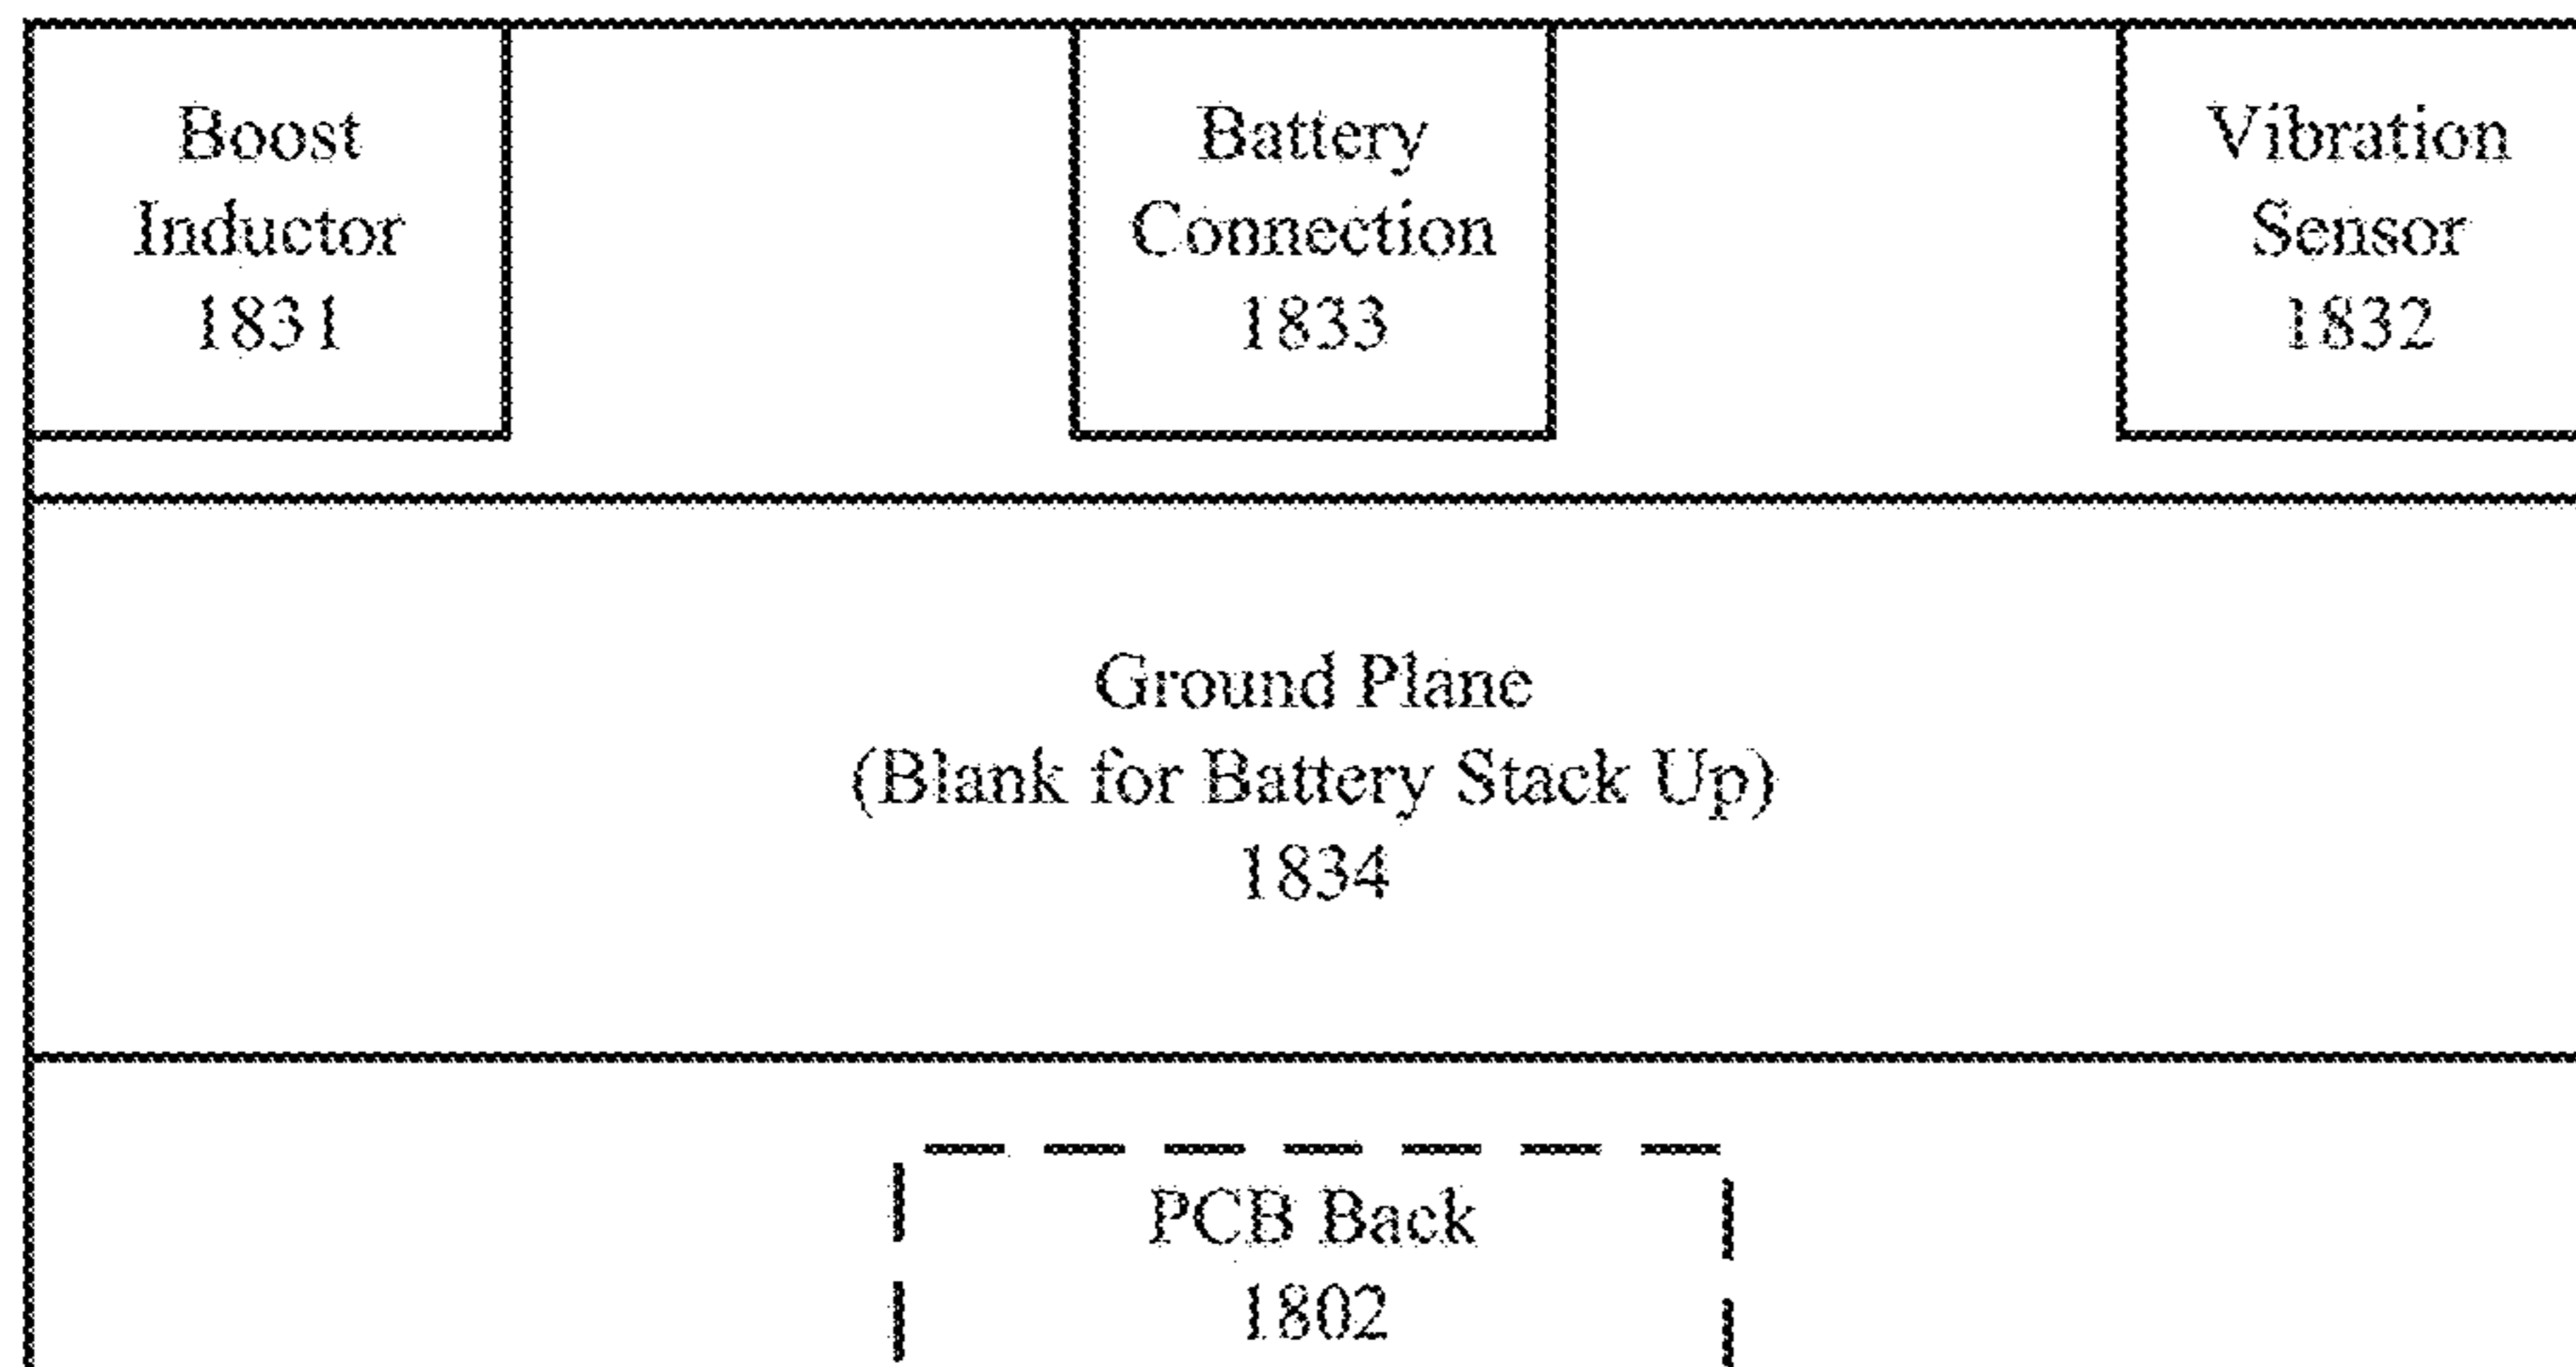 Boost
Inductor
1831
Battery
Connection
1833
Vibration
Sensor
1832
Ground Plane
(Blank for Battery Stack Up)
1834
PCB Back
1802